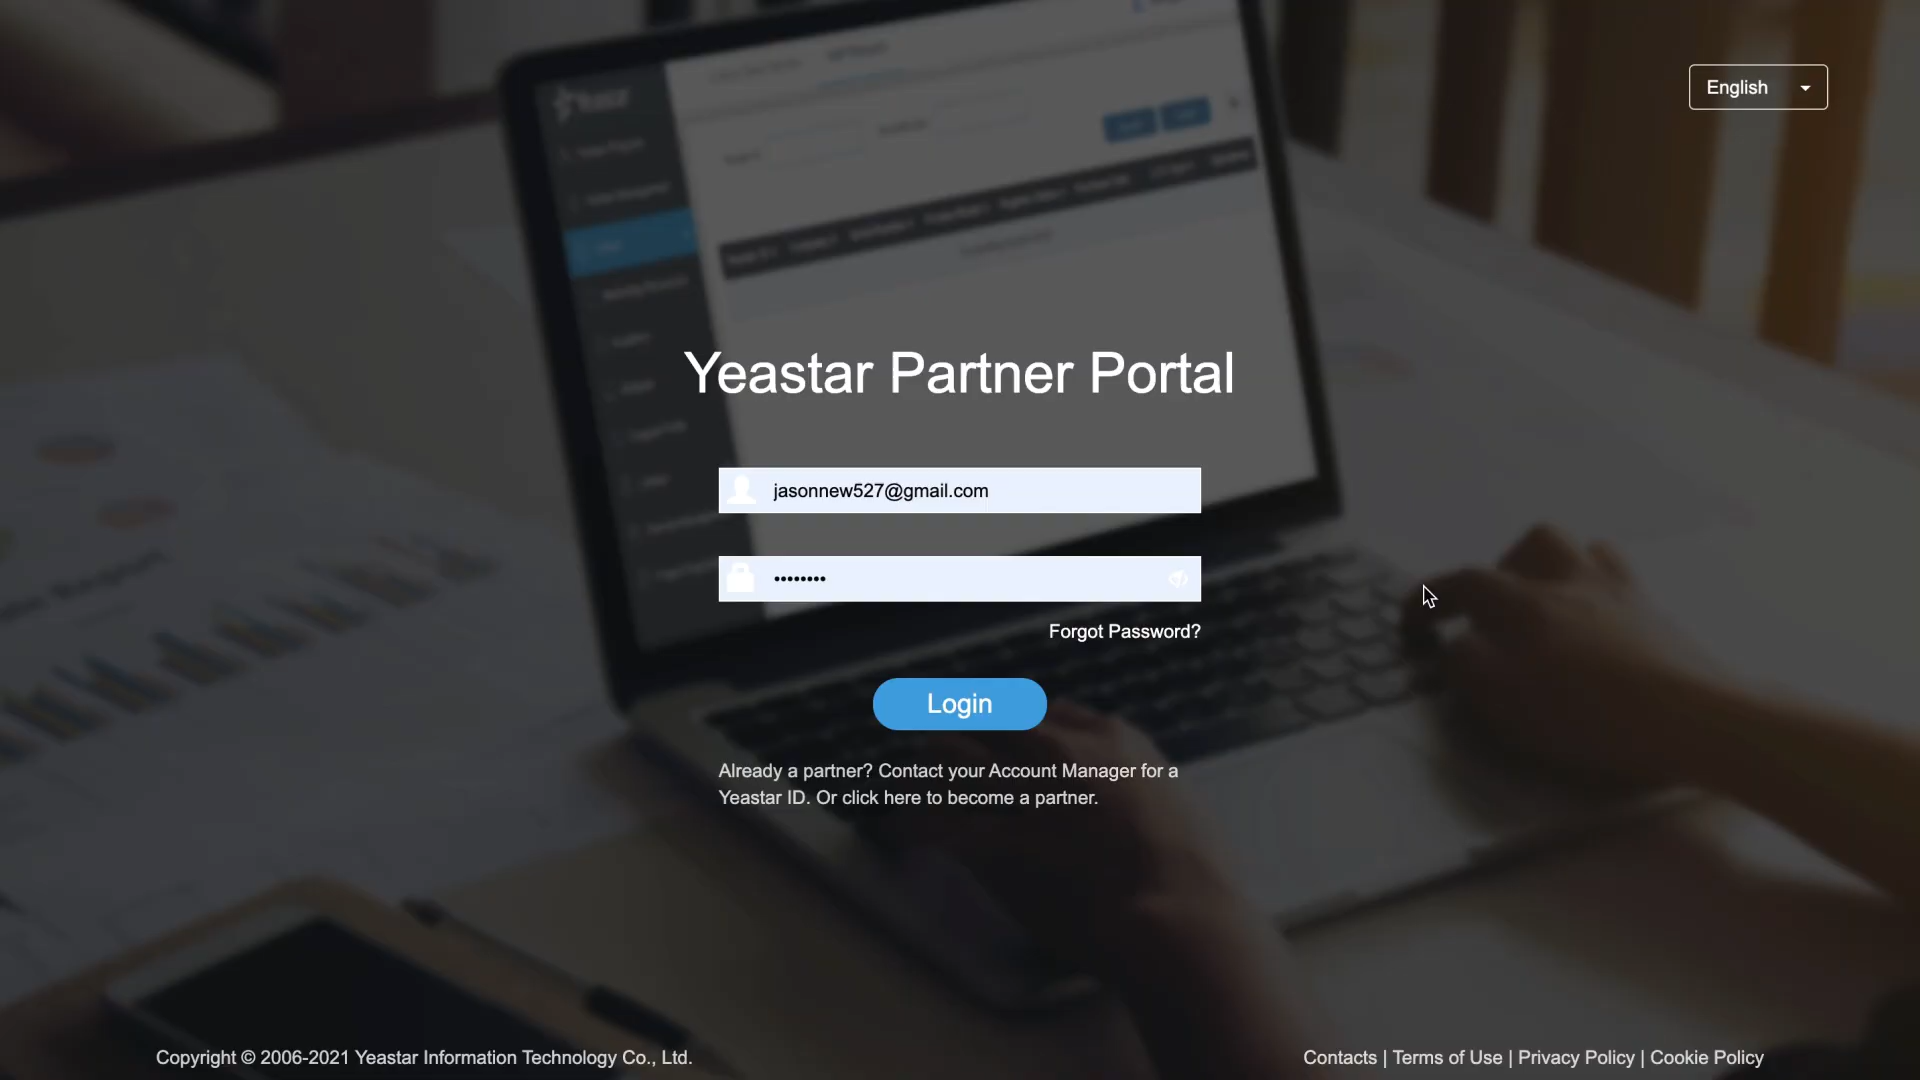 English
Yeastar Partner Portal
jasonnew527@gmail.com
••••••••
Forgot Password?
Login
Already a partner? Contact your Account Manager for a
Yeastar ID. Or click here to become a partner.
Copyright © 2006-2021 Yeastar Information Technology Co., Ltd.
Contacts | Terms of Use | Privacy Policy | Cookie Policy